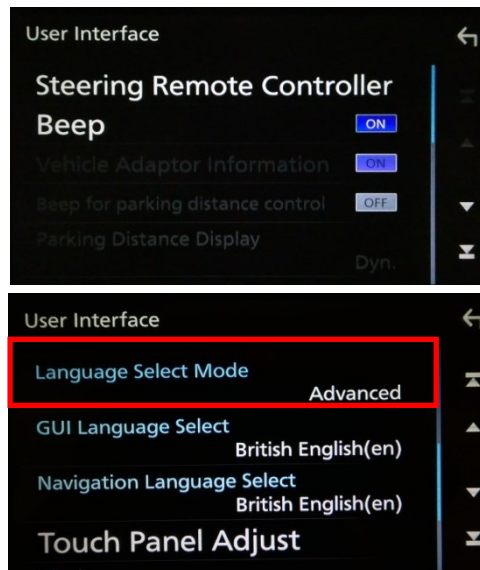 User Interface
Steering Remote Controller
Beep ON
Vehicle Adaptor Information ON
Beep for parking distance control OFF
Parking Distance Display
Dyn.
User Interface
Language Select Mode
Advanced
GUI Language Select
British English(en)
Navigation Language Select
British English(en)
Touch Panel Adjust